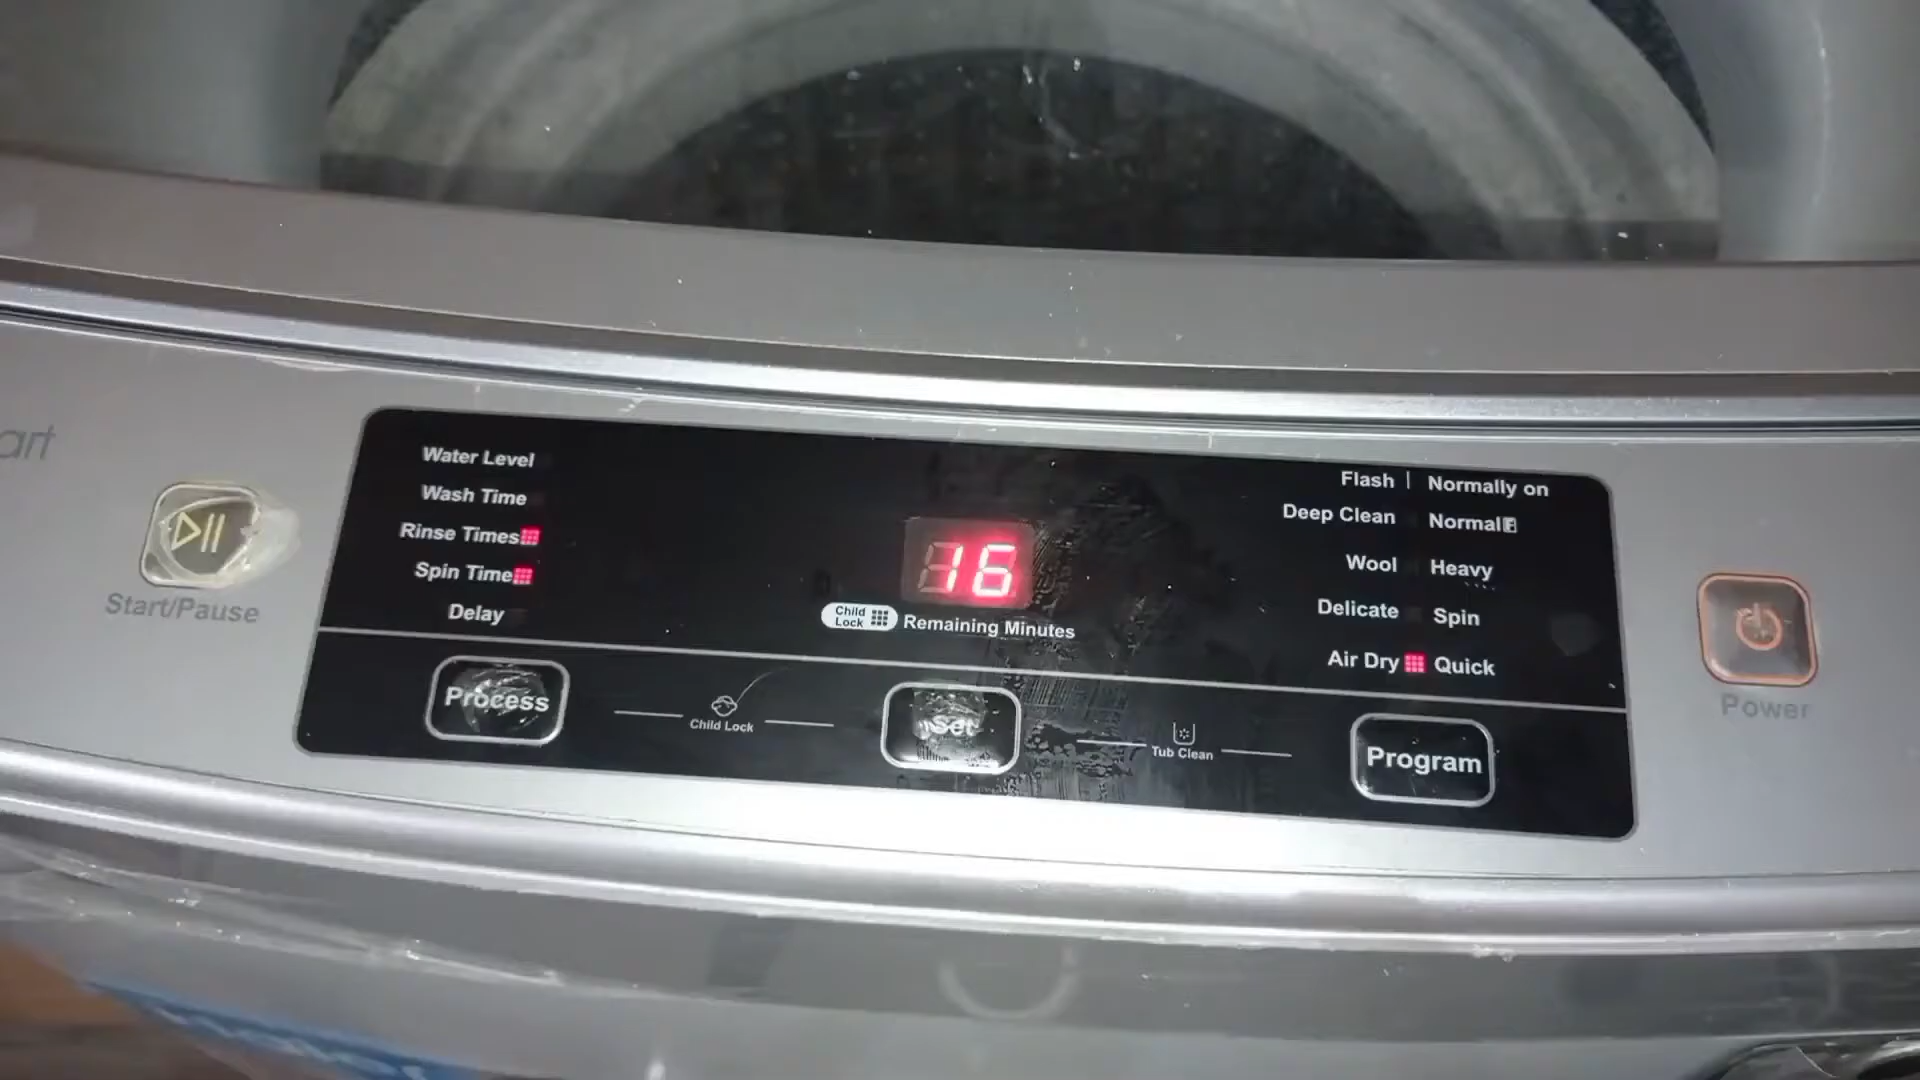 art
Start/Pause
Water Level
Wash Time
Rinse Times
Spin Time
Delay
16
Child
Lock
Remaining Minutes
Flash | Normally on
Deep Clean Normal F
Wool Heavy
Delicate Spin
Air Dry Quick
Process
Child Lock
Set
Tub Clean
Program
Power